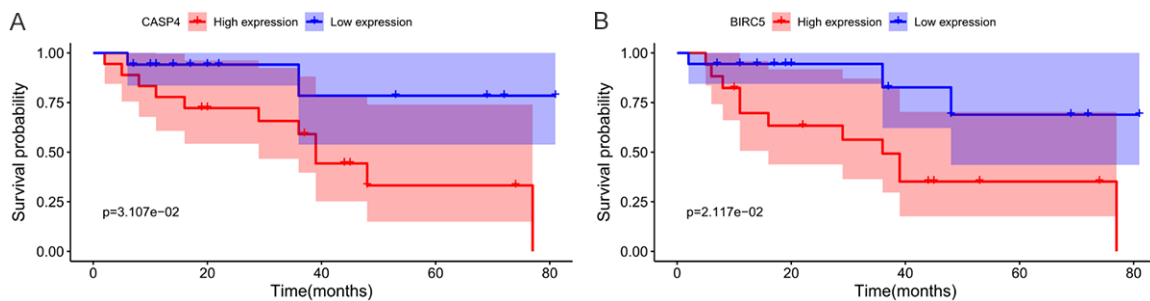 A
CASP4 High expression Low expression
Survival probability
1.00
0.75
0.50
0.25
0.00
p=3.107e−02
0 20 40 60 80
Time(months)
B
BIRC5 High expression Low expression
Survival probability
1.00
0.75
0.50
0.25
0.00
p=2.117e−02
0 20 40 60 80
Time(months)